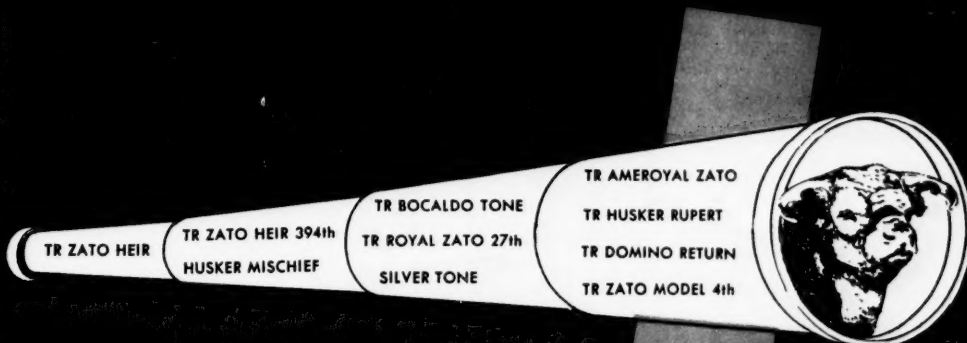 TR ZATO HEIR
TR ZATO HEIR 394th
HUSKER MISCHIEF
TR BOCALDO TONE
TR ROYAL ZATO 27th
SILVER TONE
TR AMEROYAL ZATO
TR HUSKER RUPERT
TR DOMINO RETURN
TR ZATO MODEL 4th